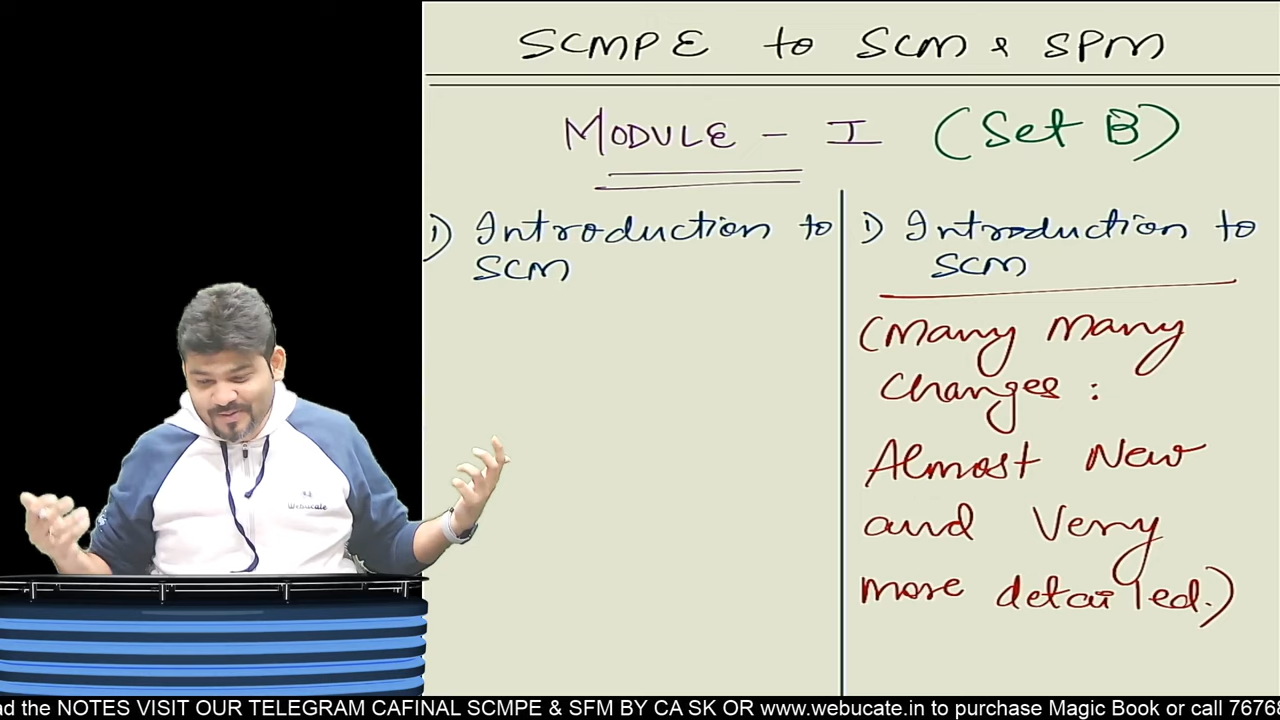 SCMPE to SCM & SPM
MODULE - I (Set B)
1) Introduction to
SCM
1) Introduction to
SCM
(Many Many
Changes :
Almost New
and Very
more detailed.)
Webucate
ad the NOTES VISIT OUR TELEGRAM CAFINAL SCMPE & SFM BY CA SK OR www.webucate.in to purchase Magic Book or call 7676